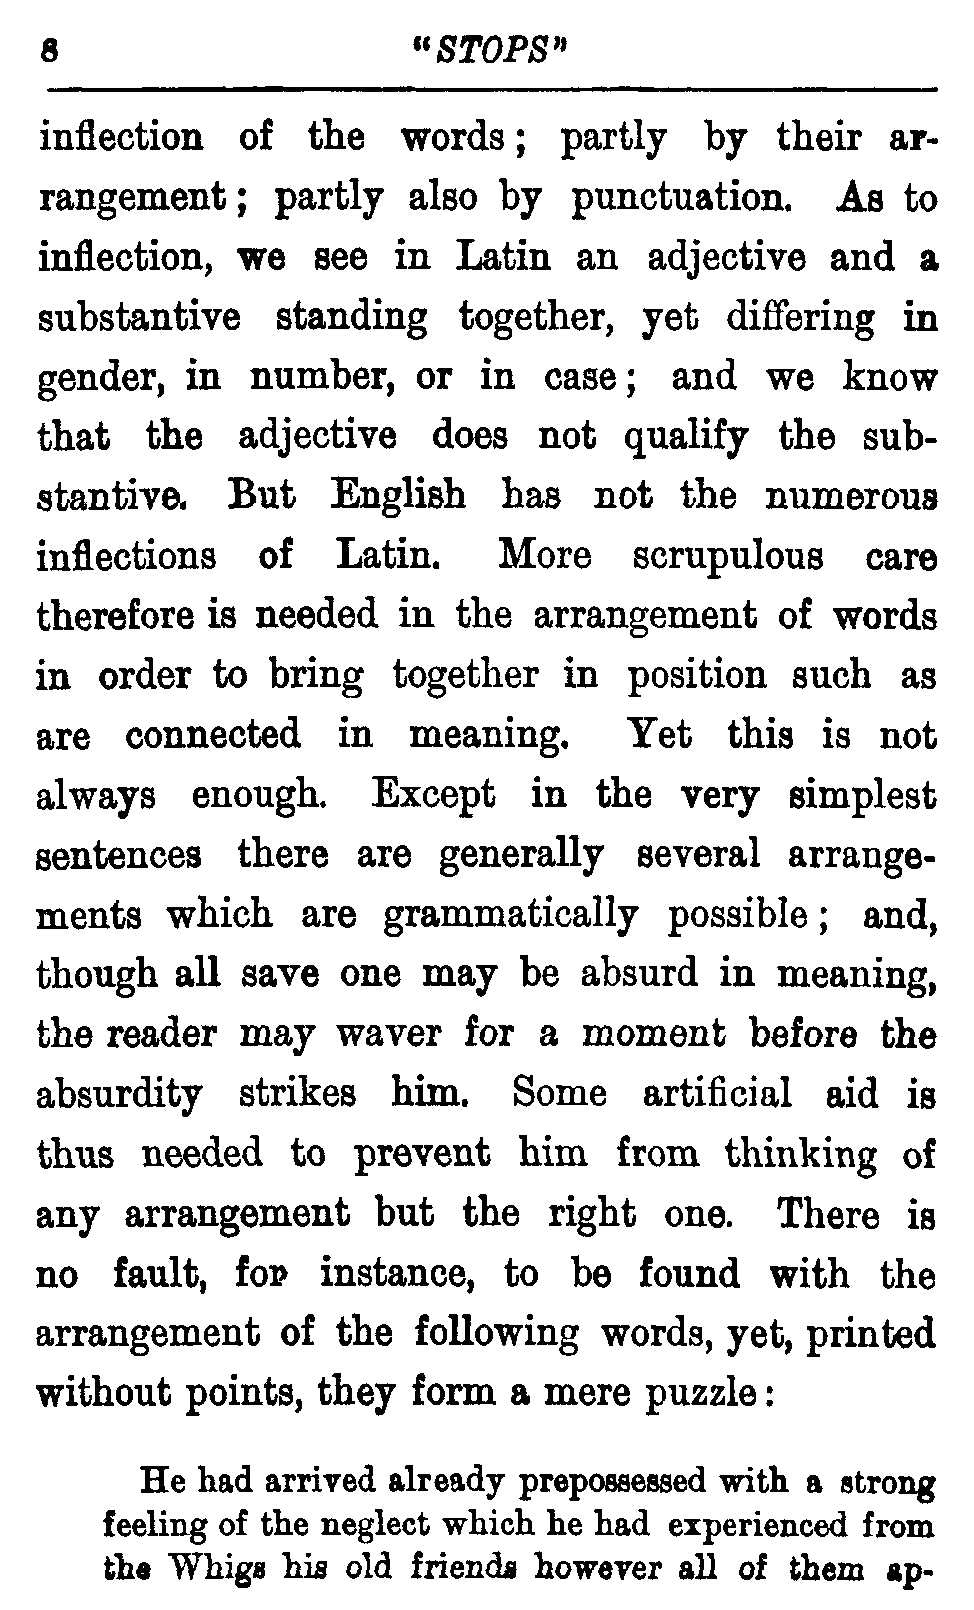 8 "STOPS"
inflection of the words; partly by their ar-
rangement; partly also by punctuation. As to
inflection, we see in Latin an adjective and a
substantive standing together, yet differing in
gender, in number, or in case; and we know
that the adjective does not qualify the sub-
stantive. But English has not the numerous
inflections of Latin. More scrupulous care
therefore is needed in the arrangement of words
in order to bring together in position such as
are connected in meaning. Yet this is not
always enough. Except in the very simplest
sentences there are generally several arrange-
ments which are grammatically possible; and,
though all save one may be absurd in meaning,
the reader may waver for a moment before the
absurdity strikes him. Some artificial aid is
thus needed to prevent him from thinking of
any arrangement but the right one. There is
no fault, for instance, to be found with the
arrangement of the following words, yet, printed
without points, they form a mere puzzle:
He had arrived already prepossessed with a strong
feeling of the neglect which he had experienced from
the Whigs his old friends however all of them ap-